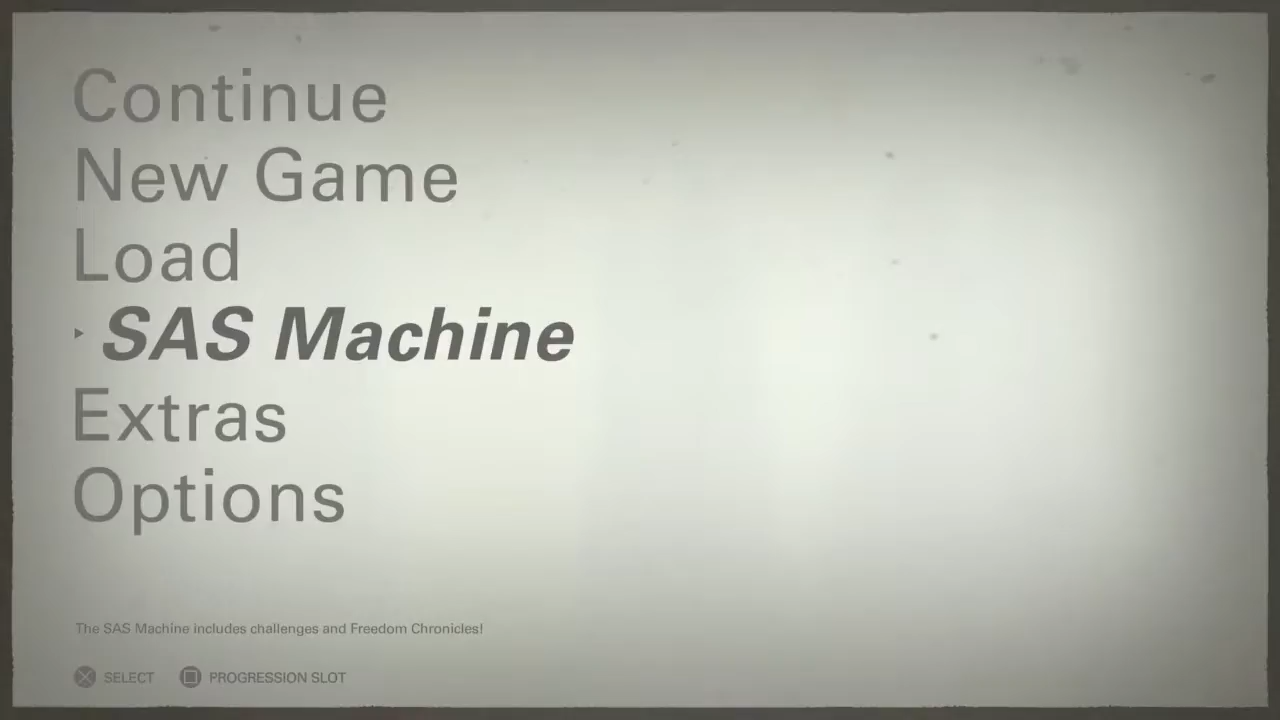 Continue
New Game
Load
SAS Machine
Extras
Options
The SAS Machine includes challenges and Freedom Chronicles!
SELECT PROGRESSION SLOT